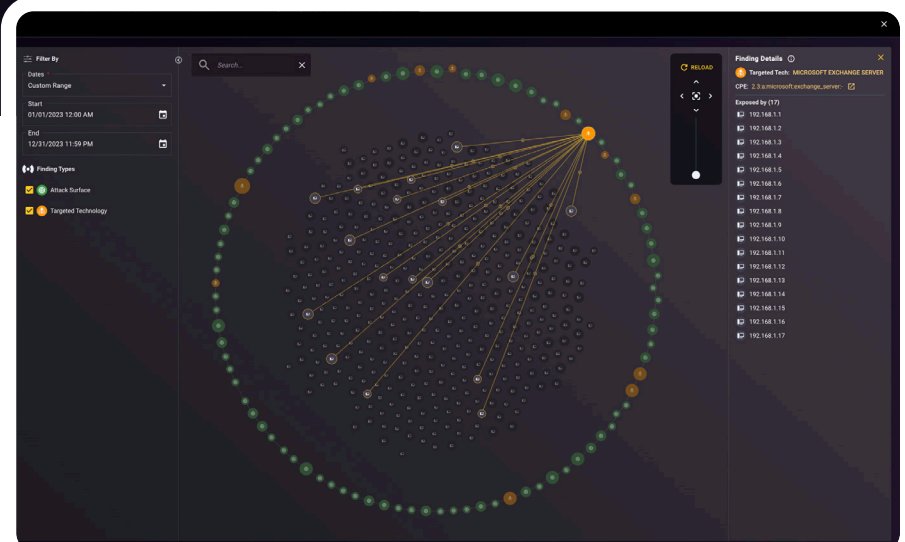 Filter By
Dates *
Custom Range
Start
01/01/2023 12:00 AM
End
12/31/2023 11:59 PM
Finding Types
Attack Surface
Targeted Technology
Search...
RELOAD
Finding Details
Targeted Tech: MICROSOFT EXCHANGE SERVER
CPE: 2.3:a:microsoft:exchange_server:
Exposed by (17)
192.168.1.1
192.168.1.2
192.168.1.3
192.168.1.4
192.168.1.5
192.168.1.6
192.168.1.7
192.168.1.8
192.168.1.9
192.168.1.10
192.168.1.11
192.168.1.12
192.168.1.13
192.168.1.14
192.168.1.15
192.168.1.16
192.168.1.17